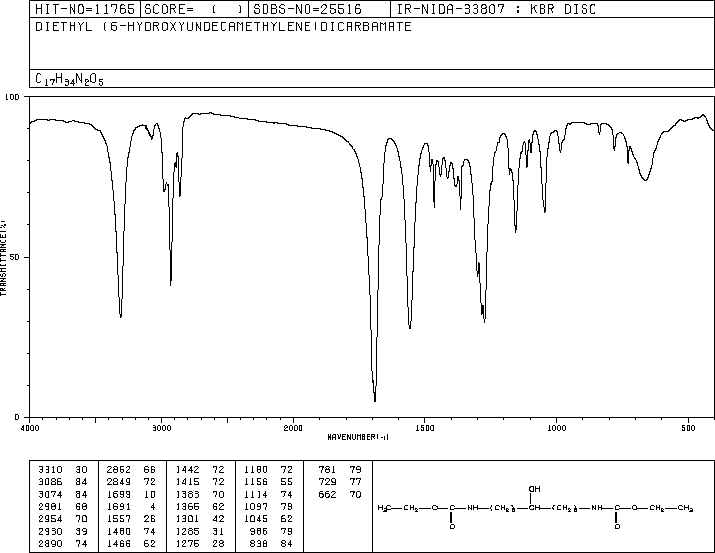 HIT-NO=11765 SCORE= ( ) SDBS-NO=25516 IR-NIDA-33807 : KBR DISC
DIETHYL (6-HYDROXYUNDECAMETHYLENE)DICARBAMATE
C17H34N2O5
100
50
0
TRANSMITTANCE(%)
4000 3000 2000 1500 1000 500
WAVENUMBER(-1)
3310 30 2862 66 1442 72 1180 72 781 79
3086 84 2849 72 1415 72 1156 55 729 77
3074 84 1699 10 1383 70 1114 74 662 70
2981 68 1691 4 1365 62 1097 79
2954 70 1557 26 1301 42 1045 62
2930 39 1480 74 1285 31 986 79
2890 74 1466 62 1275 28 838 84
OH
CH3—CH2—O—C—NH—(CH2)5—CH—(CH2)5—NH—C—O—CH2—CH3
O O